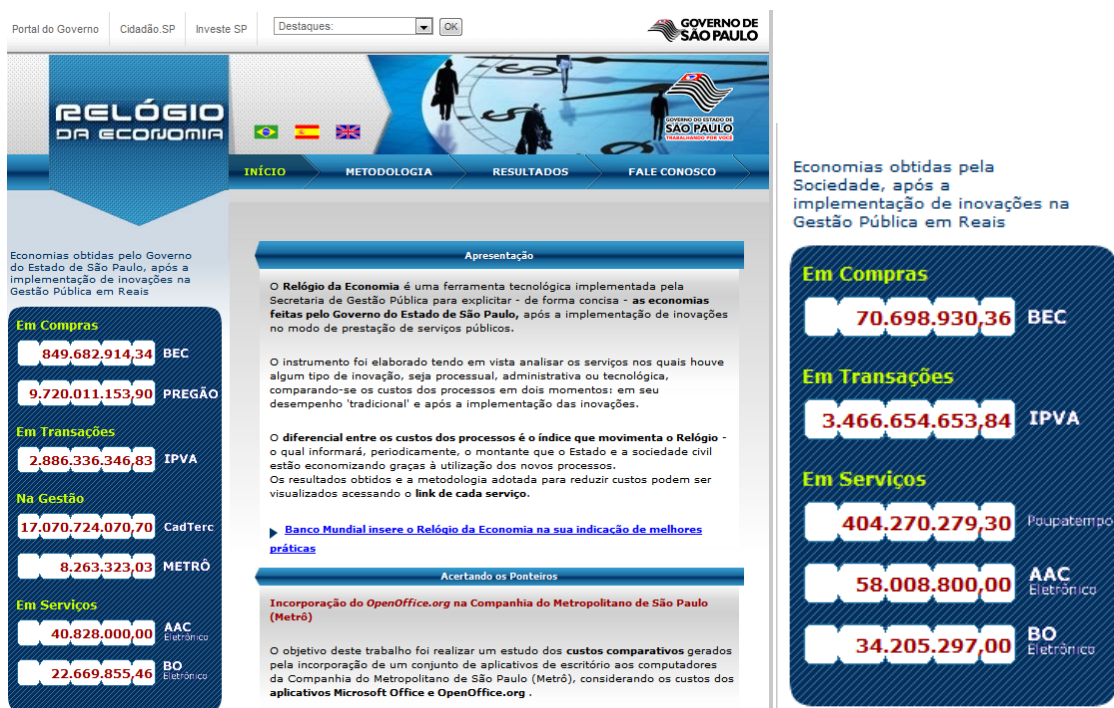 Portal do Governo Cidadão.SP Investe SP Destaques: OK
GOVERNO DE
SÃO PAULO
RELÓGIO
DA ECONOMIA
GOVERNO DO ESTADO DE
SÃO PAULO
TRABALHANDO POR VOCÊ
INÍCIO METODOLOGIA RESULTADOS FALE CONOSCO
Economias obtidas pelo Governo
do Estado de São Paulo, após a
implementação de inovações na
Gestão Pública em Reais
Em Compras
849.682.914,34 BEC
9.720.011.153,90 PREGÃO
Em Transações
2.886.336.346,83 IPVA
Na Gestão
17.070.724.070,70 CadTerc
8.263.323,03 METRÔ
Em Serviços
40.828.000,00 AAC
Eletrônico
22.669.855,46 BO
Eletrônico
Apresentação
O Relógio da Economia é uma ferramenta tecnológica implementada pela
Secretaria de Gestão Pública para explicitar - de forma concisa - as economias
feitas pelo Governo do Estado de São Paulo, após a implementação de inovações
no modo de prestação de serviços públicos.
O instrumento foi elaborado tendo em vista analisar os serviços nos quais houve
algum tipo de inovação, seja processual, administrativa ou tecnológica,
comparando-se os custos dos processos em dois momentos: em seu
desempenho 'tradicional' e após a implementação das inovações.
O diferencial entre os custos dos processos é o índice que movimenta o Relógio -
o qual informará, periodicamente, o montante que o Estado e a sociedade civil
estão economizando graças à utilização dos novos processos.
Os resultados obtidos e a metodologia adotada para reduzir custos podem ser
visualizados acessando o link de cada serviço.
Banco Mundial insere o Relógio da Economia na sua indicação de melhores
práticas
Acertando os Ponteiros
Incorporação do OpenOffice.org na Companhia do Metropolitano de São Paulo
(Metrô)
O objetivo deste trabalho foi realizar um estudo dos custos comparativos gerados
pela incorporação de um conjunto de aplicativos de escritório aos computadores
da Companhia do Metropolitano de São Paulo (Metrô), considerando os custos dos
aplicativos Microsoft Office e OpenOffice.org .
Economias obtidas pela
Sociedade, após a
implementação de inovações na
Gestão Pública em Reais
Em Compras
70.698.930,36 BEC
Em Transações
3.466.654.653,84 IPVA
Em Serviços
404.270.279,30 Poupatempo
58.008.800,00 AAC
Eletrônico
34.205.297,00 BO
Eletrônico